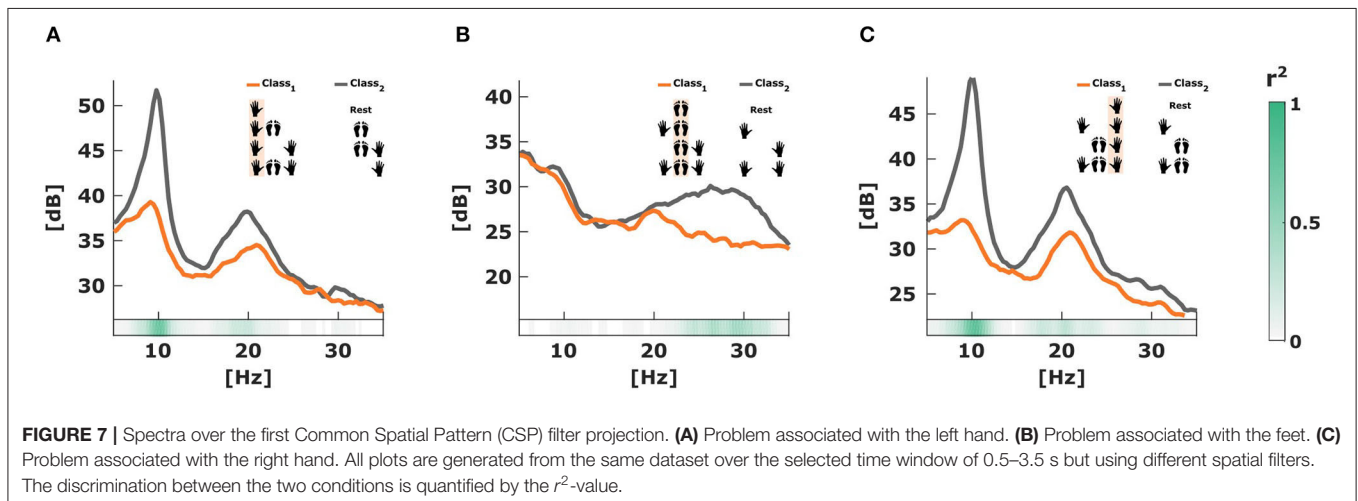 A
B
C
Class1 Class2
Rest
50
45
40
35
30
[dB]
10 20 30
[Hz]
Class1 Class2
Rest
40
35
30
25
20
[dB]
10 20 30
[Hz]
Class1 Class2
Rest
45
40
35
30
25
[dB]
10 20 30
[Hz]
r²
1
0.5
0
FIGURE 7 | Spectra over the first Common Spatial Pattern (CSP) filter projection. (A) Problem associated with the left hand. (B) Problem associated with the feet. (C)
Problem associated with the right hand. All plots are generated from the same dataset over the selected time window of 0.5–3.5 s but using different spatial filters.
The discrimination between the two conditions is quantified by the r²-value.